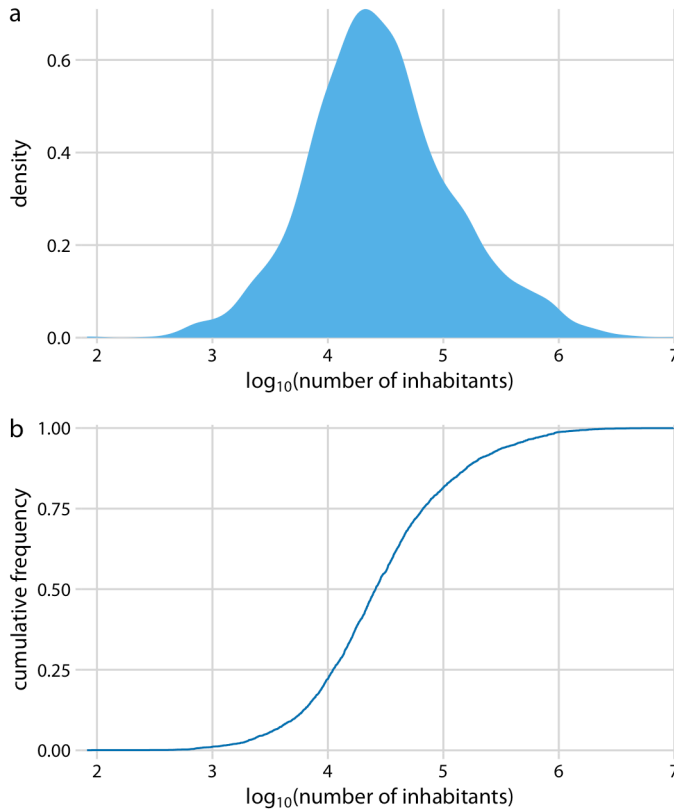 a
0.6
0.4
0.2
0.0
density
2 3 4 5 6 7
log₁₀(number of inhabitants)
b
1.00
0.75
0.50
0.25
0.00
cumulative frequency
2 3 4 5 6 7
log₁₀(number of inhabitants)